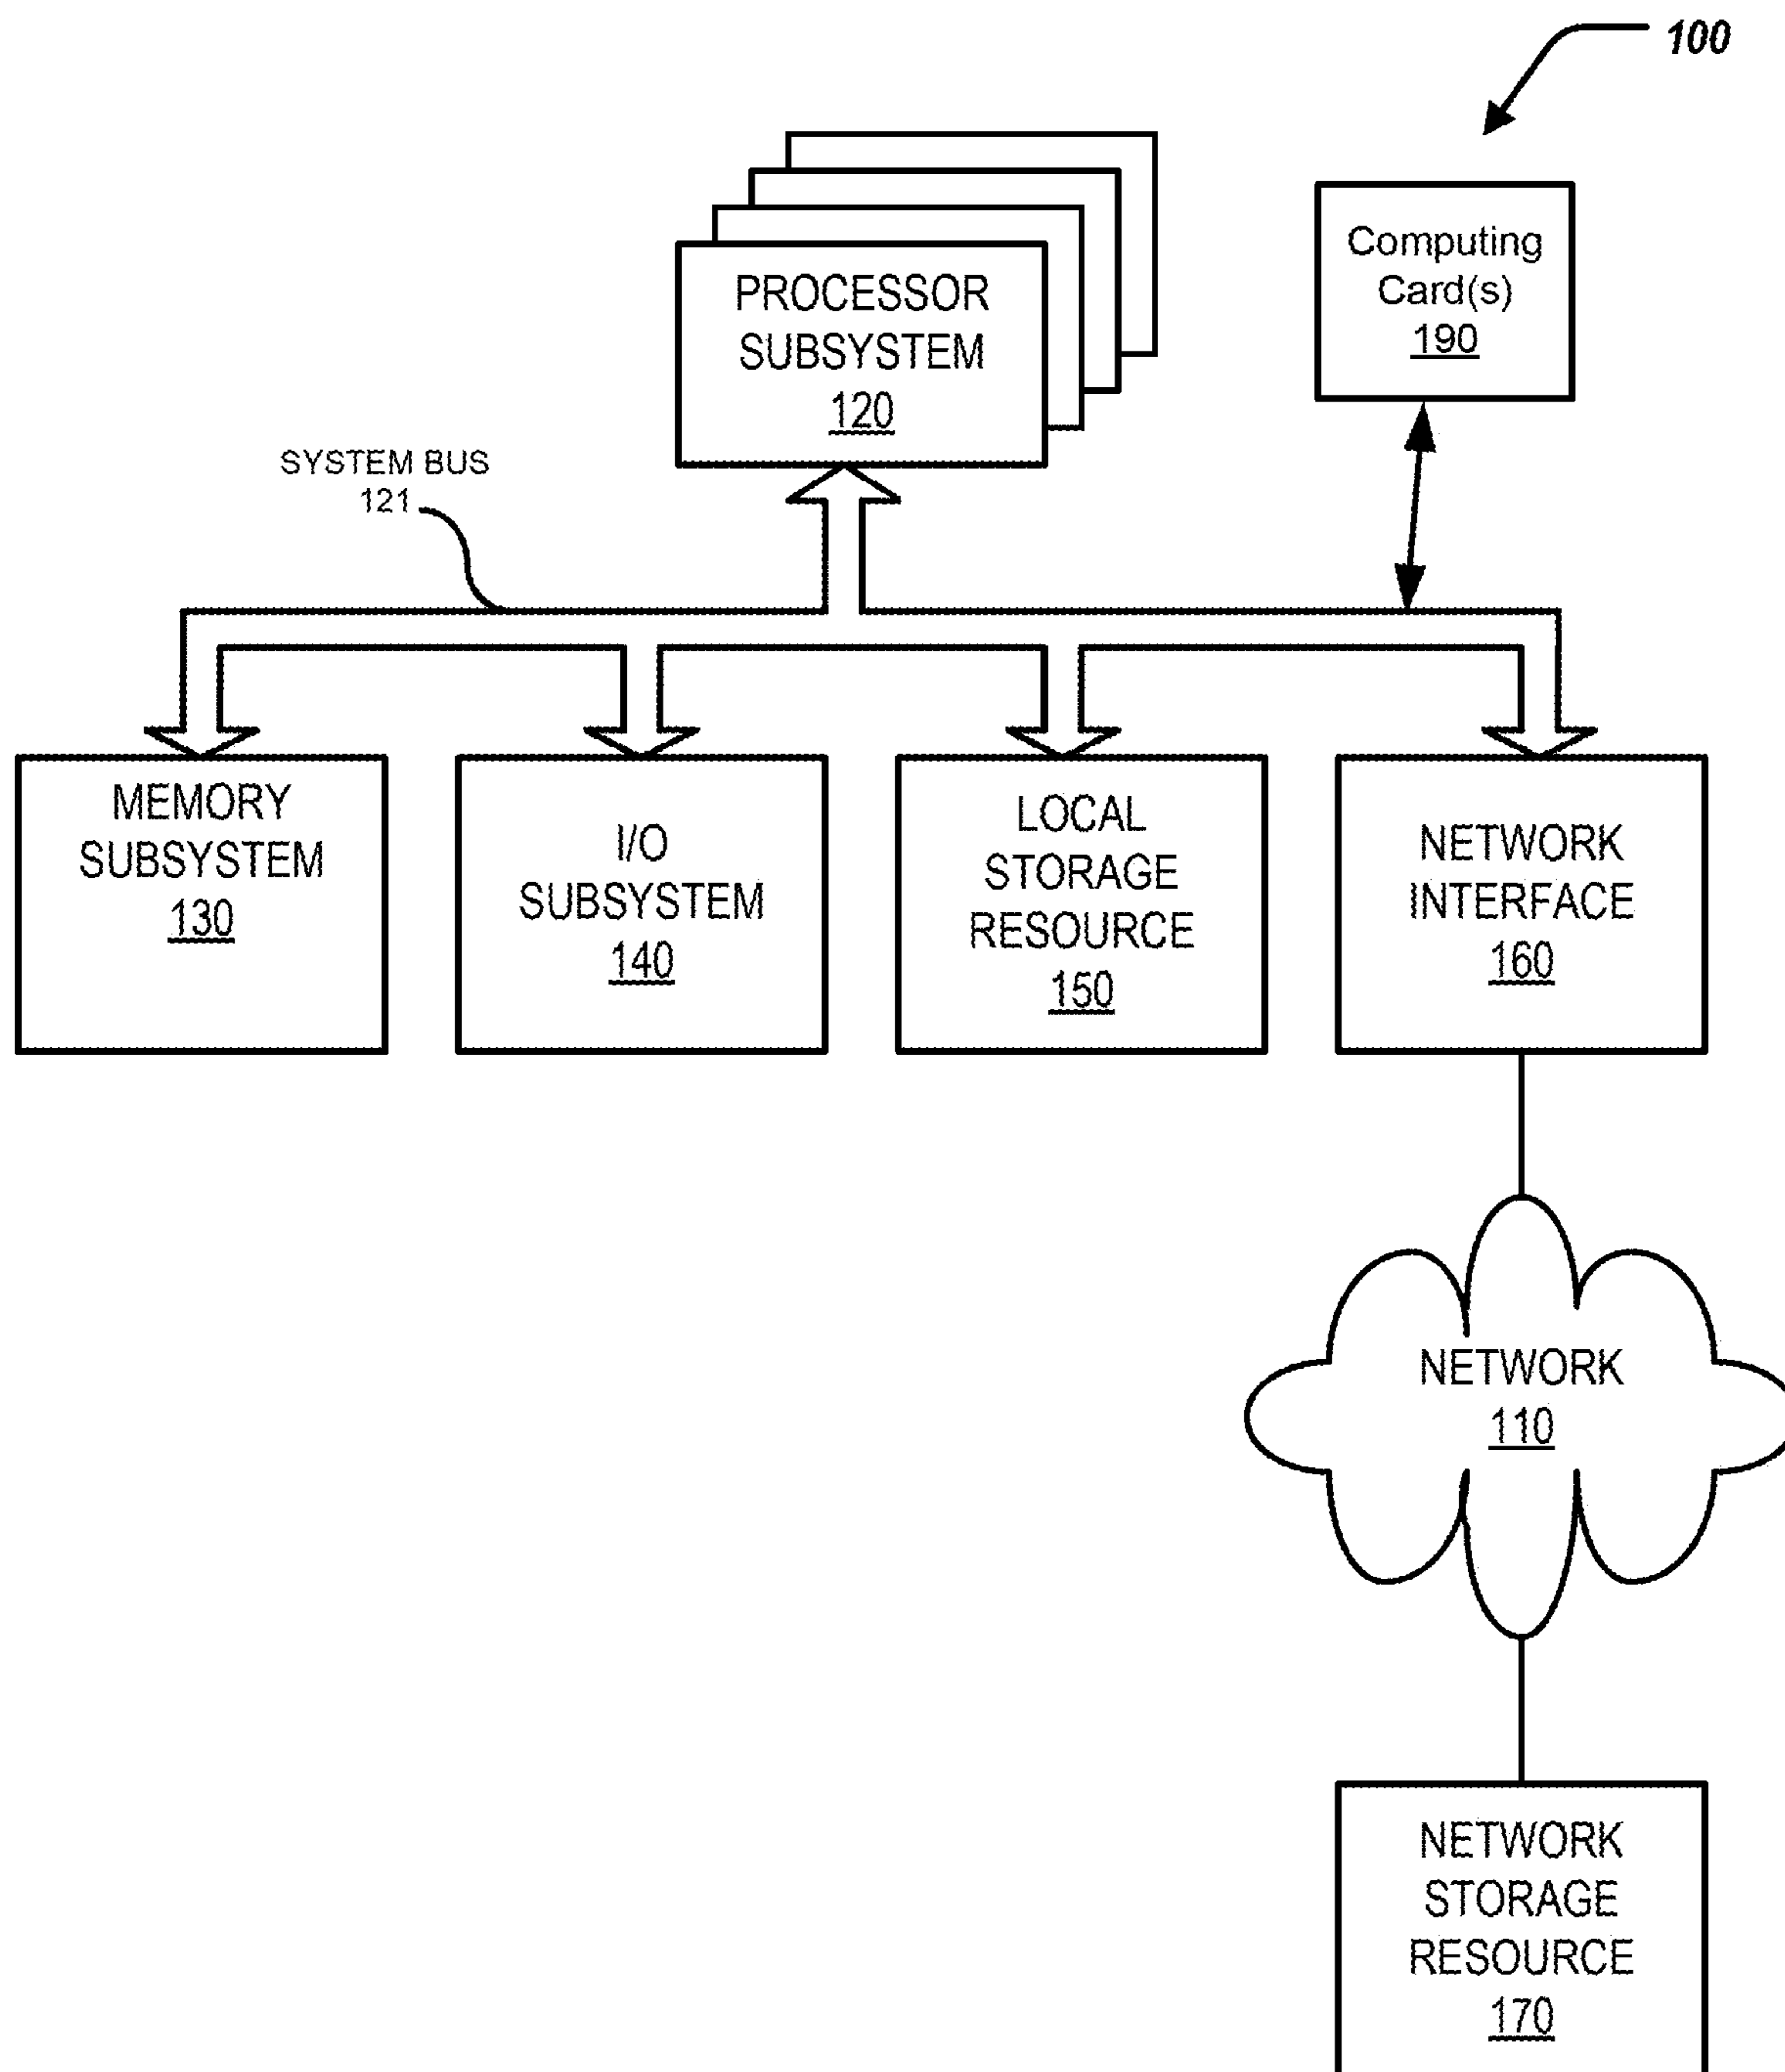 100
PROCESSOR
SUBSYSTEM
120
Computing
Card(s)
190
SYSTEM BUS
121
MEMORY
SUBSYSTEM
130
I/O
SUBSYSTEM
140
LOCAL
STORAGE
RESOURCE
150
NETWORK
INTERFACE
160
NETWORK
110
NETWORK
STORAGE
RESOURCE
170